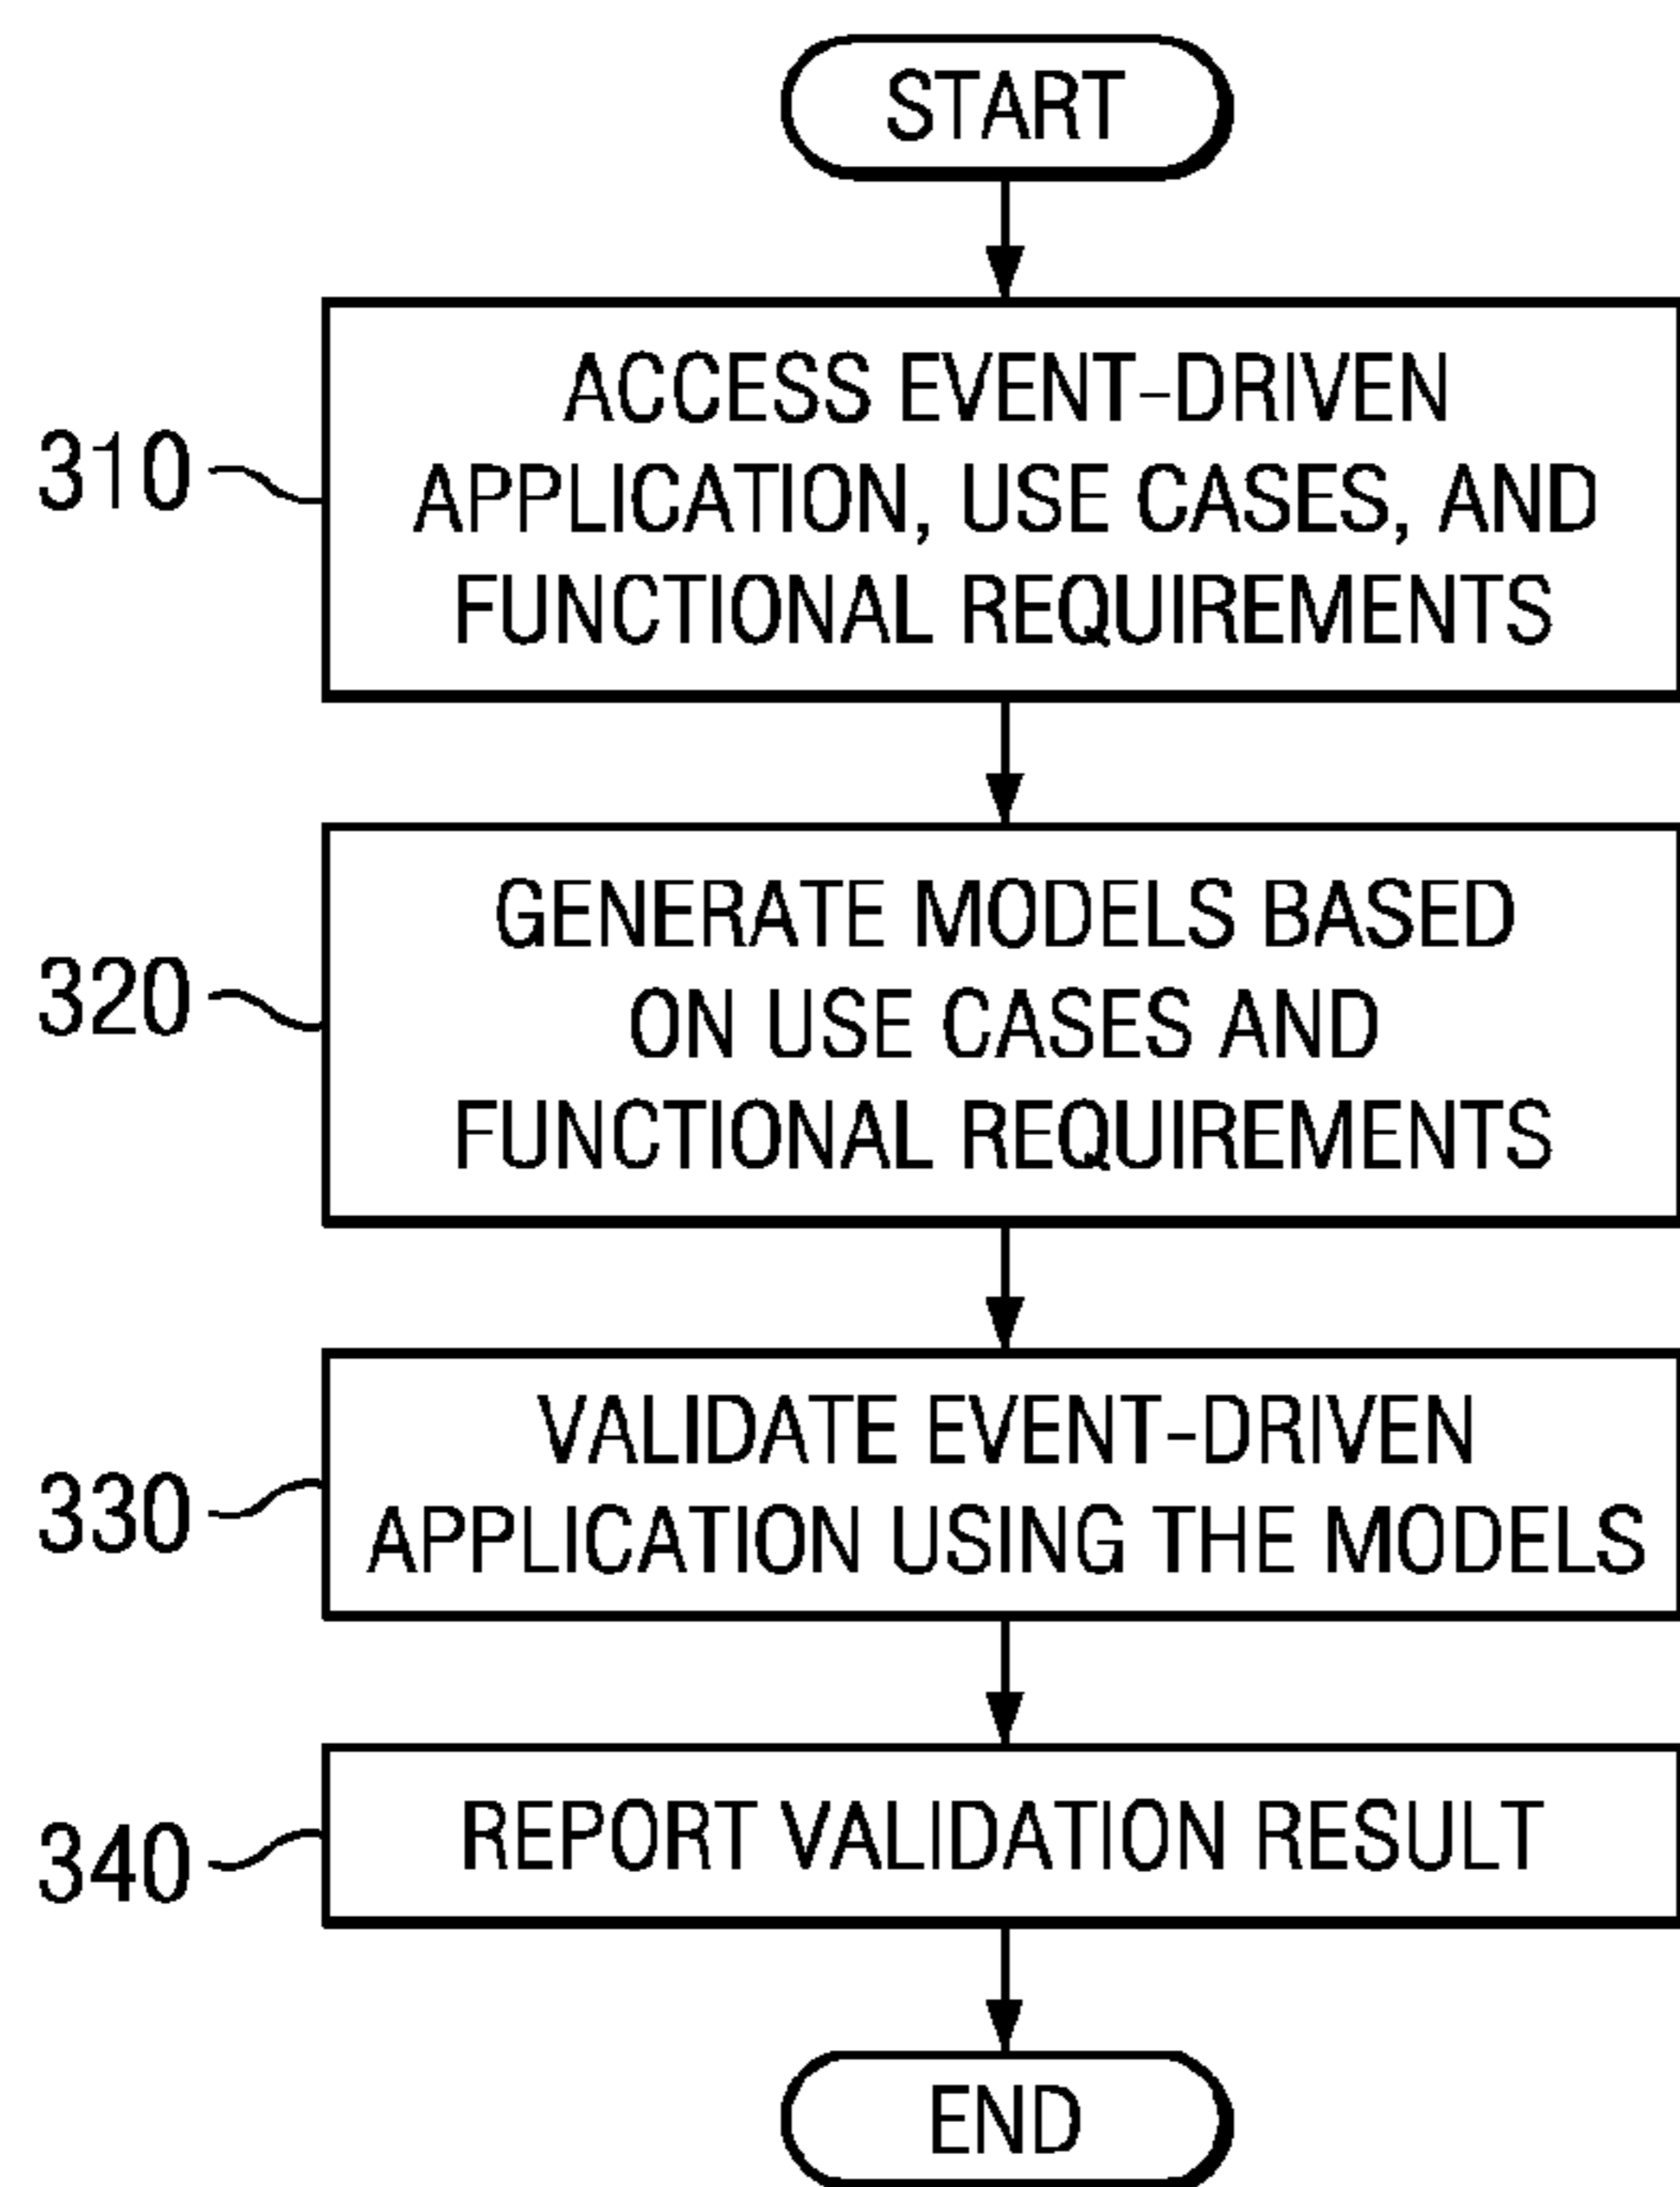 START
310
ACCESS EVENT-DRIVEN
APPLICATION, USE CASES, AND
FUNCTIONAL REQUIREMENTS
320
GENERATE MODELS BASED
ON USE CASES AND
FUNCTIONAL REQUIREMENTS
330
VALIDATE EVENT-DRIVEN
APPLICATION USING THE MODELS
340
REPORT VALIDATION RESULT
END